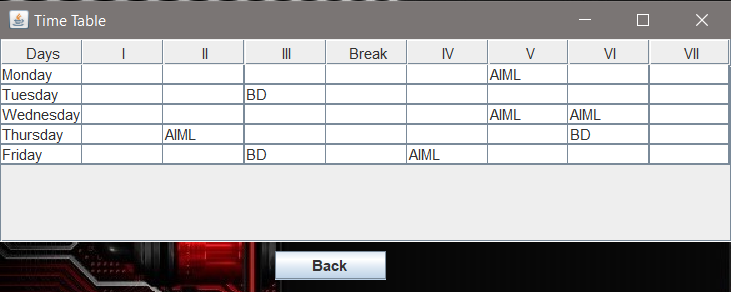 Time Table
Days I II III Break IV V VI VII
Monday AIML
Tuesday BD
Wednesday AIML AIML
Thursday AIML BD
Friday BD AIML
Back